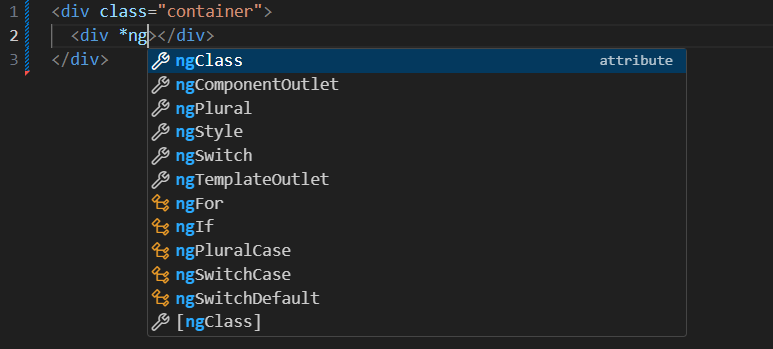 1 <div class="container">
2 <div *ng></div>
3 </div>
ngClass attribute
ngComponentOutlet
ngPlural
ngStyle
ngSwitch
ngTemplateOutlet
ngFor
ngIf
ngPluralCase
ngSwitchCase
ngSwitchDefault
[ngClass]